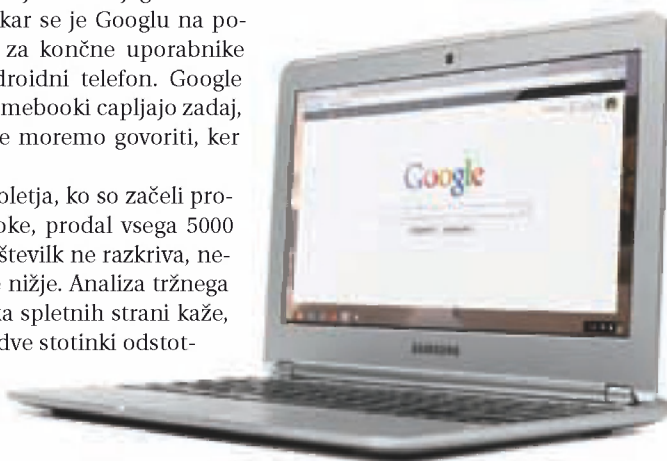 kar se je Googlu na po-
za končne uporabnike
droidni telefon. Google
mebooki capljajo zadaj,
e moremo govoriti, ker
oletja, ko so začeli pro-
oke, prodal vsega 5000
številk ne razkriva, ne-
e nižje. Analiza tržnega
ka spletnih strani kaže,
dve stotinki odstot-
Google
SAMSUNG